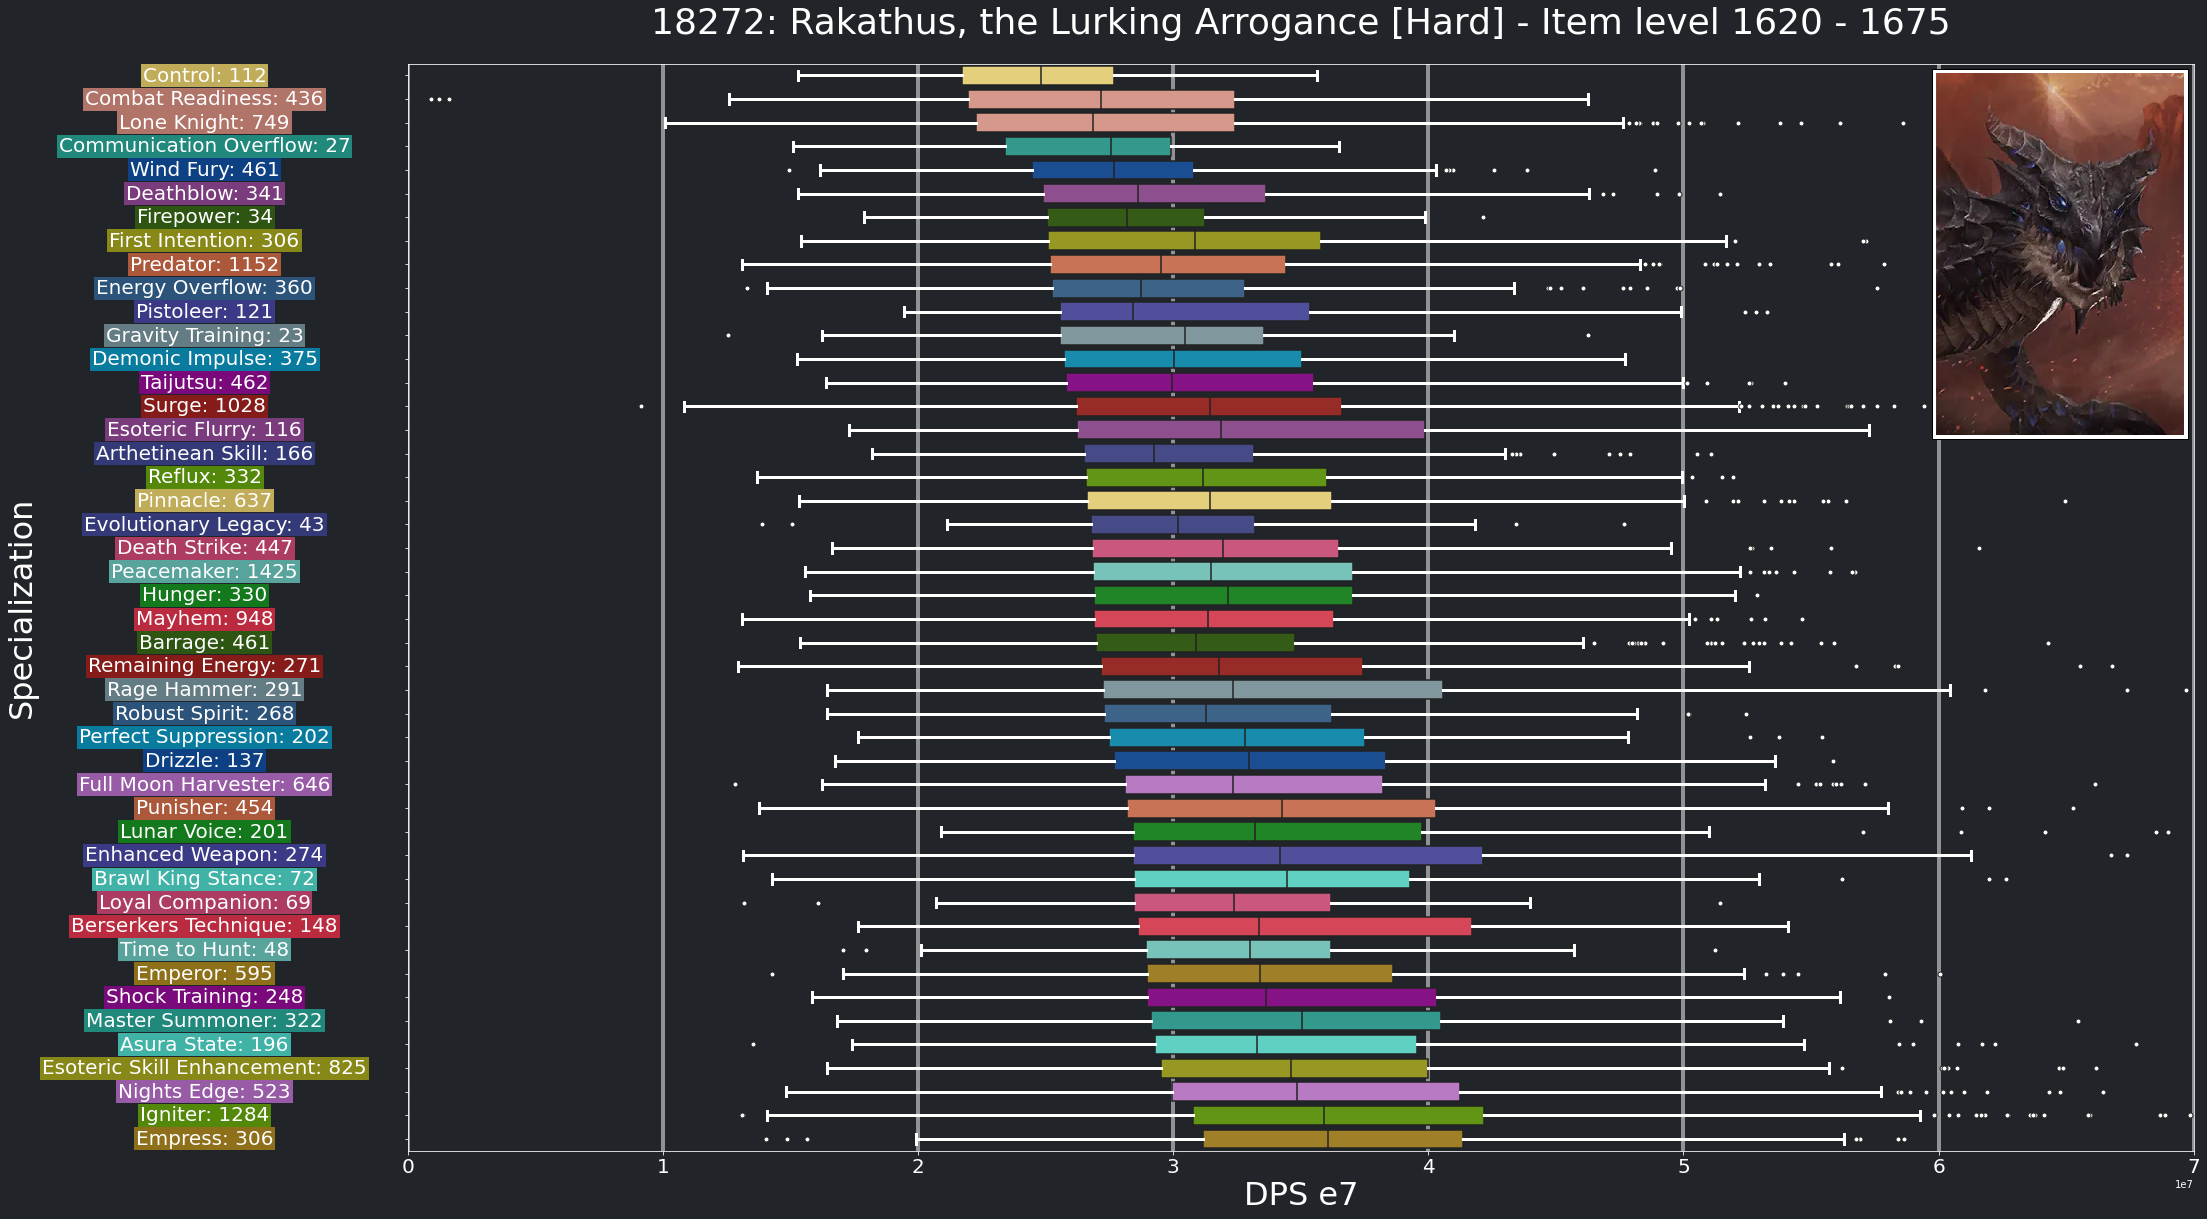 18272: Rakathus, the Lurking Arrogance [Hard] - Item level 1620 - 1675
Specialization
Control: 112
Combat Readiness: 436
Lone Knight: 749
Communication Overflow: 27
Wind Fury: 461
Deathblow: 341
Firepower: 34
First Intention: 306
Predator: 1152
Energy Overflow: 360
Pistoleer: 121
Gravity Training: 23
Demonic Impulse: 375
Taijutsu: 462
Surge: 1028
Esoteric Flurry: 116
Arthetinean Skill: 166
Reflux: 332
Pinnacle: 637
Evolutionary Legacy: 43
Death Strike: 447
Peacemaker: 1425
Hunger: 330
Mayhem: 948
Barrage: 461
Remaining Energy: 271
Rage Hammer: 291
Robust Spirit: 268
Perfect Suppression: 202
Drizzle: 137
Full Moon Harvester: 646
Punisher: 454
Lunar Voice: 201
Enhanced Weapon: 274
Brawl King Stance: 72
Loyal Companion: 69
Berserkers Technique: 148
Time to Hunt: 48
Emperor: 595
Shock Training: 248
Master Summoner: 322
Asura State: 196
Esoteric Skill Enhancement: 825
Nights Edge: 523
Igniter: 1284
Empress: 306
0 1 2 3 4 5 6 7
1e7
DPS e7